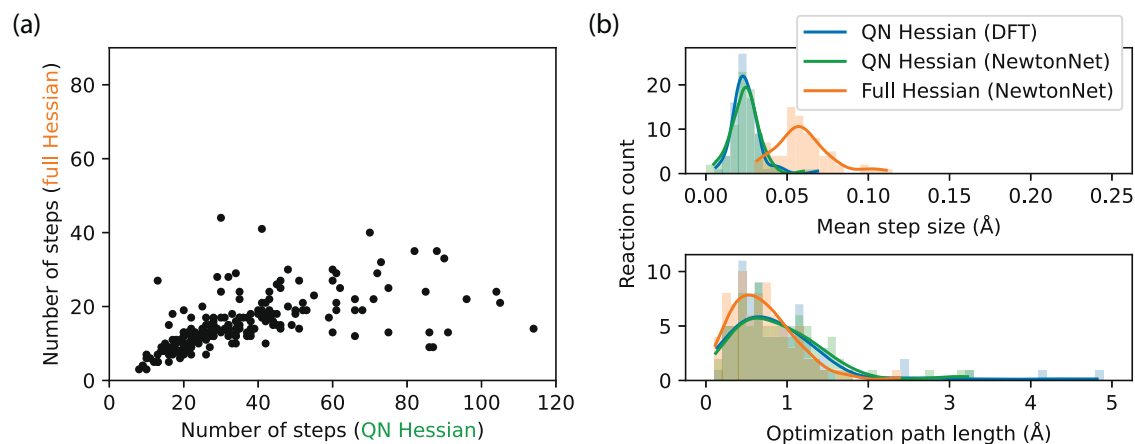 (a)
Number of steps (full Hessian)
80
60
40
20
0
0 20 40 60 80 100 120
Number of steps (QN Hessian)
(b)
QN Hessian (DFT)
QN Hessian (NewtonNet)
Full Hessian (NewtonNet)
Reaction count
20
10
0
0.00 0.05 0.10 0.15 0.20 0.25
Mean step size (Å)
10
5
0
0 1 2 3 4 5
Optimization path length (Å)